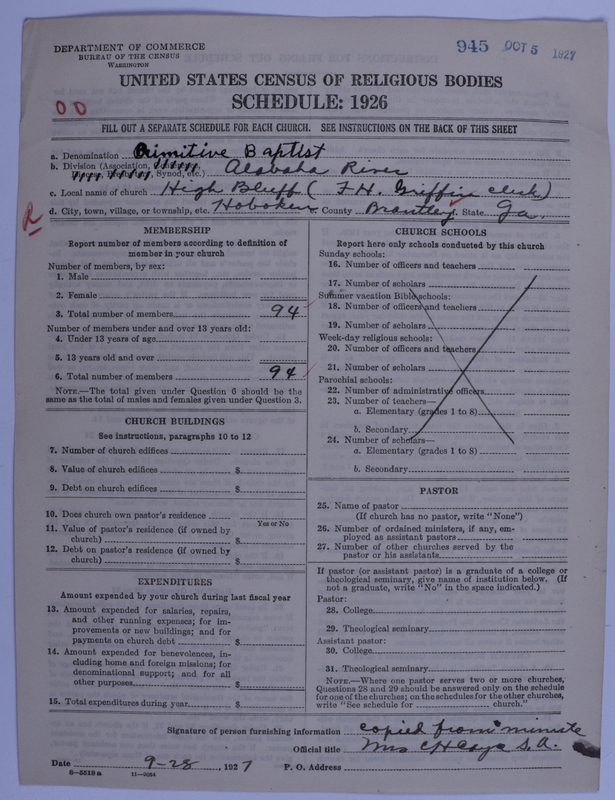 DEPARTMENT OF COMMERCE
BUREAU OF THE CENSUS
WASHINGTON
945 OCT 5 1927
UNITED STATES CENSUS OF RELIGIOUS BODIES
SCHEDULE: 1926
00
FILL OUT A SEPARATE SCHEDULE FOR EACH CHURCH. SEE INSTRUCTIONS ON THE BACK OF THIS SHEET
a. Denomination Primitive Baptist
b. Division (Association, Conference, Diocese, Presbytery, Synod, etc.) Alabaha River
c. Local name of church High Bluff ( F.H. Griffin clerk)
d. City, town, village, or township, etc. Hoboken County Brantley State Ga.
R
MEMBERSHIP
Report number of members according to definition of
member in your church
Number of members, by sex:
1. Male
2. Female
3. Total number of members 94
Number of members under and over 13 years old:
4. Under 13 years of age
5. 13 years old and over
6. Total number of members 94
NOTE.—The total given under Question 6 should be the
same as the total of males and females given under Question 3.
CHURCH BUILDINGS
See instructions, paragraphs 10 to 12
7. Number of church edifices
8. Value of church edifices $
9. Debt on church edifices $
10. Does church own pastor's residence
Yes or No
11. Value of pastor's residence (if owned by
church) $
12. Debt on pastor's residence (if owned by
church) $
EXPENDITURES
Amount expended by your church during last fiscal year
13. Amount expended for salaries, repairs,
and other running expenses; for im-
provements or new buildings; and for
payments on church debt $
14. Amount expended for benevolences, in-
cluding home and foreign missions; for
denominational support; and for all
other purposes $
15. Total expenditures during year $
CHURCH SCHOOLS
Report here only schools conducted by this church
Sunday schools:
16. Number of officers and teachers
17. Number of scholars
Summer vacation Bible schools:
18. Number of officers and teachers
19. Number of scholars
Week-day religious schools:
20. Number of officers and teachers
21. Number of scholars
Parochial schools:
22. Number of administrative officers
23. Number of teachers—
a. Elementary (grades 1 to 8)
b. Secondary
24. Number of scholars—
a. Elementary (grades 1 to 8)
b. Secondary
PASTOR
25. Name of pastor
(If church has no pastor, write "None")
26. Number of ordained ministers, if any, em-
ployed as assistant pastors
27. Number of other churches served by the
pastor or his assistants
If pastor (or assistant pastor) is a graduate of a college or
theological seminary, give name of institution below. (If
not a graduate, write "No" in the space indicated.)
Pastor:
28. College
29. Theological seminary
Assistant pastor:
30. College
31. Theological seminary
NOTE.—Where one pastor serves two or more churches,
Questions 28 and 29 should be answered only on the schedule
for one of the churches; on the schedules for the other churches,
write "See schedule for church."
Signature of person furnishing information copied from "minute
Official title Mrs S.A.
Date 9-28, 1927 P. O. Address
8-5518a 11-9084